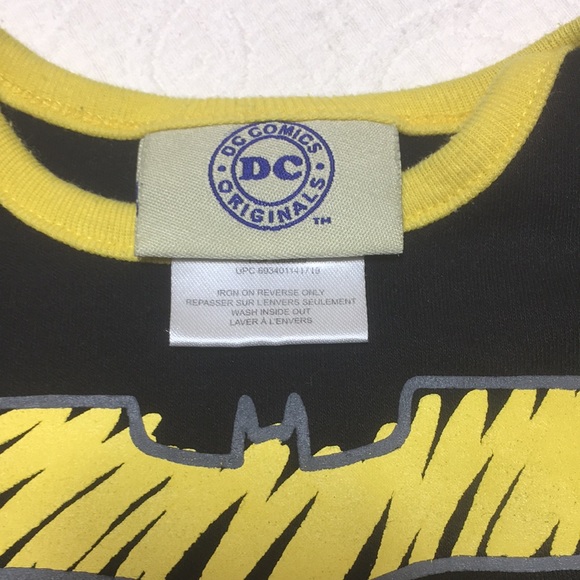 DC COMICS
DC
ORIGINALS
TM
IRON ON REVERSE ONLY
REPASSER SUR L'ENVERS SEULEMENT
WASH INSIDE OUT
LAVER À L'ENVERS
UPC